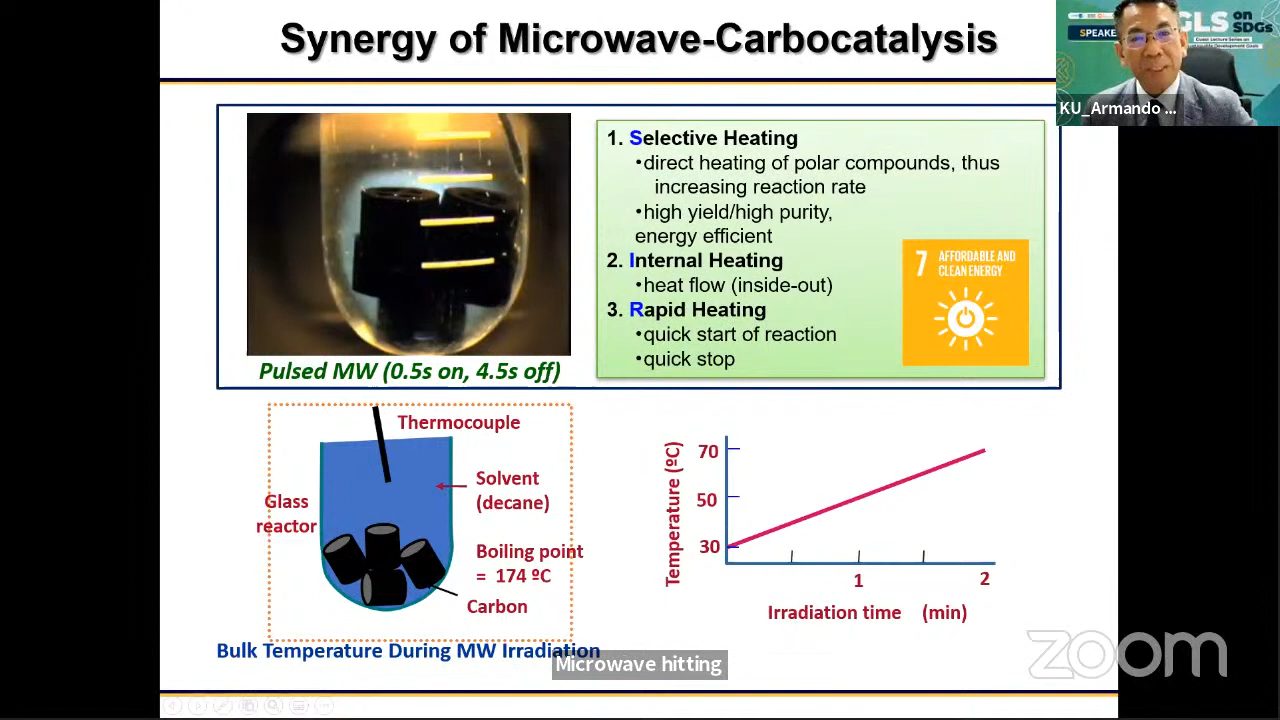 Synergy of Microwave-Carbocatalysis
SPEAKE
GLS on SDGs
Guest Lecture Series on
KU_Armando ...
1. Selective Heating
•direct heating of polar compounds, thus
increasing reaction rate
•high yield/high purity,
energy efficient
2. Internal Heating
•heat flow (inside-out)
3. Rapid Heating
•quick start of reaction
•quick stop
7 AFFORDABLE AND
CLEAN ENERGY
Pulsed MW (0.5s on, 4.5s off)
Thermocouple
Solvent
(decane)
Glass
reactor
Boiling point
= 174 ºC
Carbon
Bulk Temperature During MW Irradiation
Temperature (ºC)
70
50
30
1
2
Irradiation time (min)
Microwave hitting
zoom